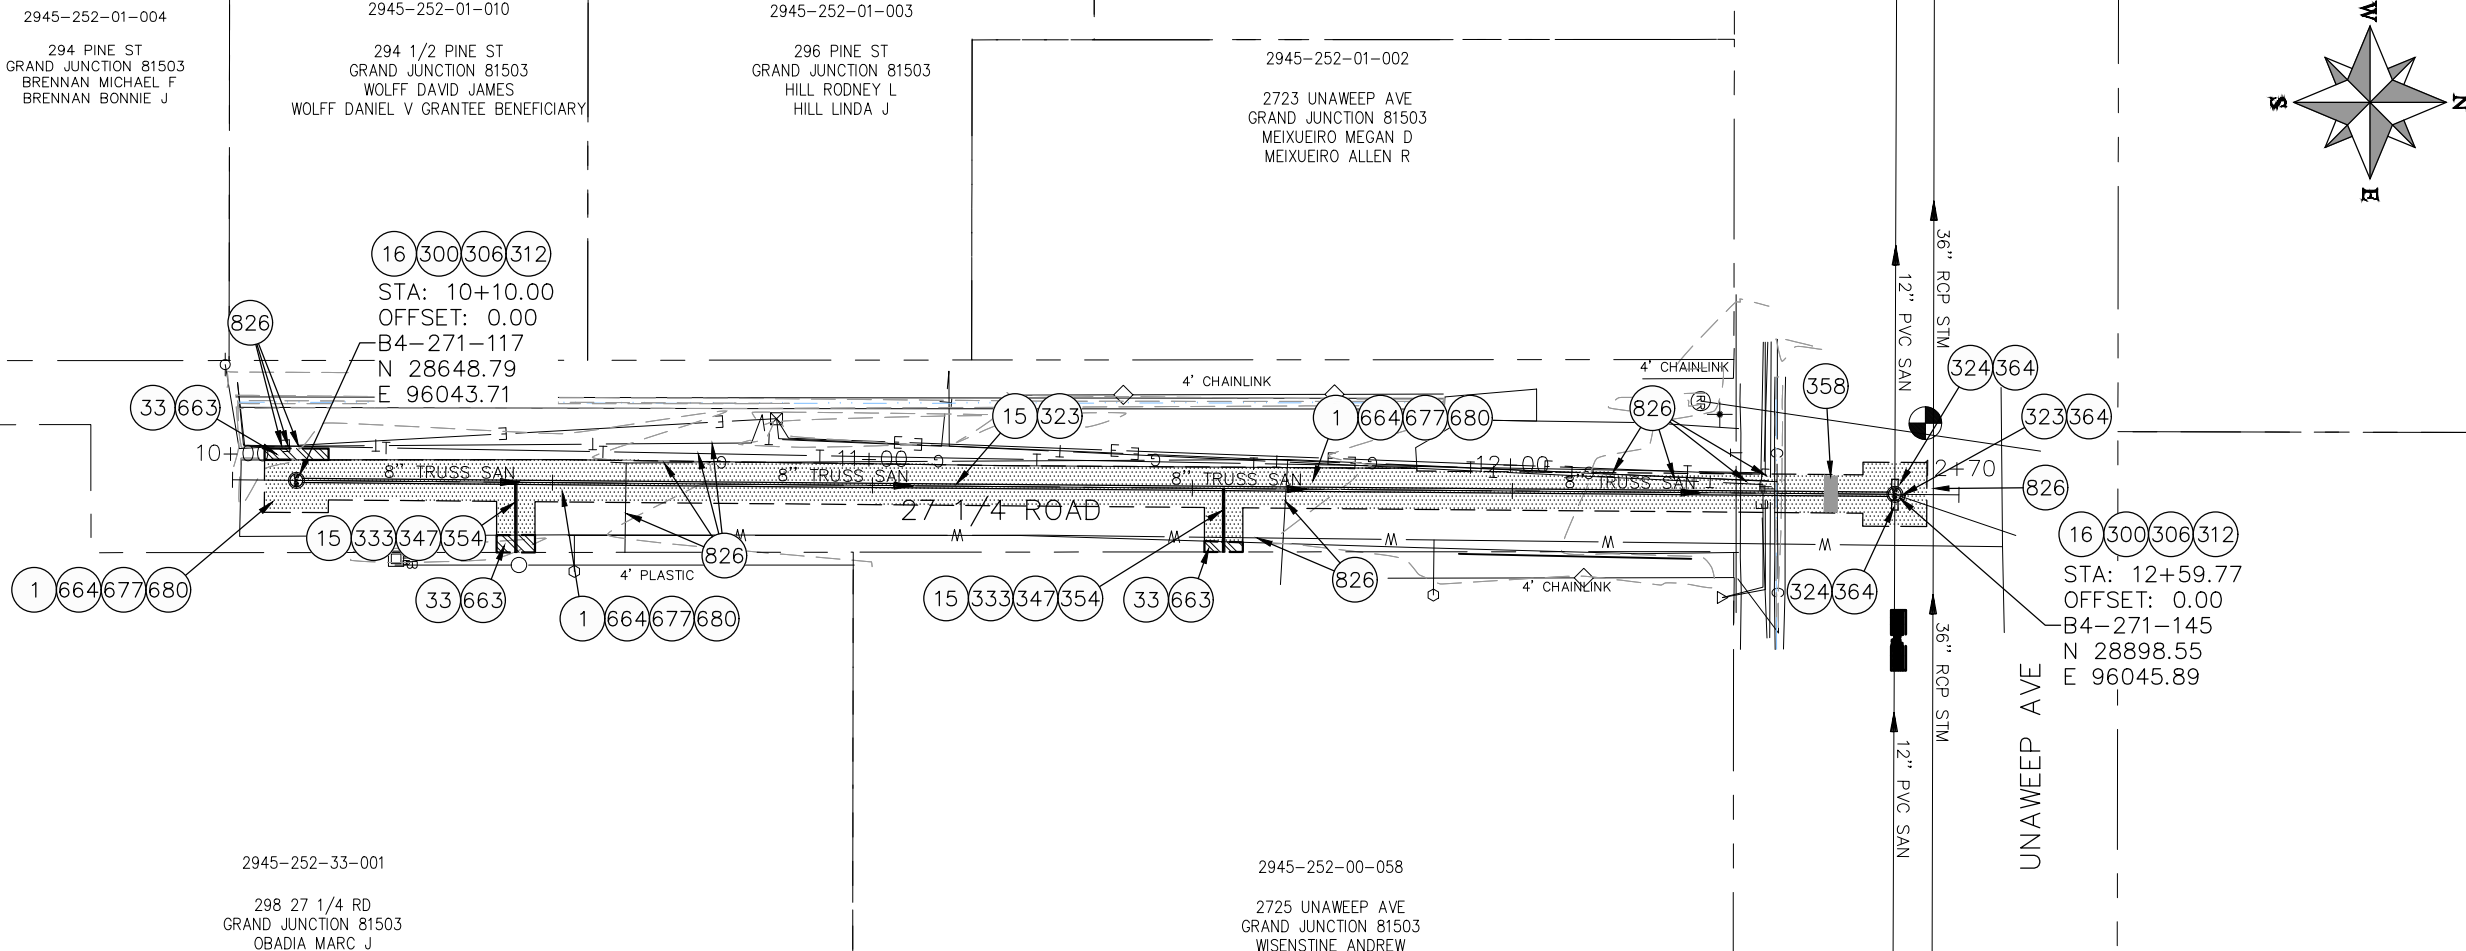 2945-252-01-004
294 PINE ST
GRAND JUNCTION 81503
BRENNAN MICHAEL F
BRENNAN BONNIE J
2945-252-01-010
294 1/2 PINE ST
GRAND JUNCTION 81503
WOLFF DAVID JAMES
WOLFF DANIEL V GRANTEE BENEFICIARY
2945-252-01-003
296 PINE ST
GRAND JUNCTION 81503
HILL RODNEY L
HILL LINDA J
2945-252-01-002
2723 UNAWEEP AVE
GRAND JUNCTION 81503
MEIXUEIRO MEGAN D
MEIXUEIRO ALLEN R
W
S
N
E
16 300 306 312
STA: 10+10.00
OFFSET: 0.00
B4-271-117
N 28648.79
E 96043.71
826
33 663
10+00
8" TRUSS SAN
8" TRUSS SAN
8" TRUSS SAN
8" TRUSS SAN
11+00
12+00
27 1/4 ROAD
15 323
1 664 677 680
4' CHAINLINK
4' CHAINLINK
826
RR
358
324 364
323 364
2+70
826
12" PVC SAN
36" RCP STM
15 333 347 354
1 664 677 680
33 663
1 664 677 680
826
4' PLASTIC
15 333 347 354
33 663
826
4' CHAINLINK
324 364
16 300 306 312
STA: 12+59.77
OFFSET: 0.00
B4-271-145
N 28898.55
E 96045.89
12" PVC SAN
36" RCP STM
UNAWEEP AVE
E
E
E
E
E
E
E
E
T
T
T
T
T
T
G
G
G
G
G
W
W
W
W
W
C
C
2945-252-33-001
298 27 1/4 RD
GRAND JUNCTION 81503
OBADIA MARC J
2945-252-00-058
2725 UNAWEEP AVE
GRAND JUNCTION 81503
WISENSTINE ANDREW